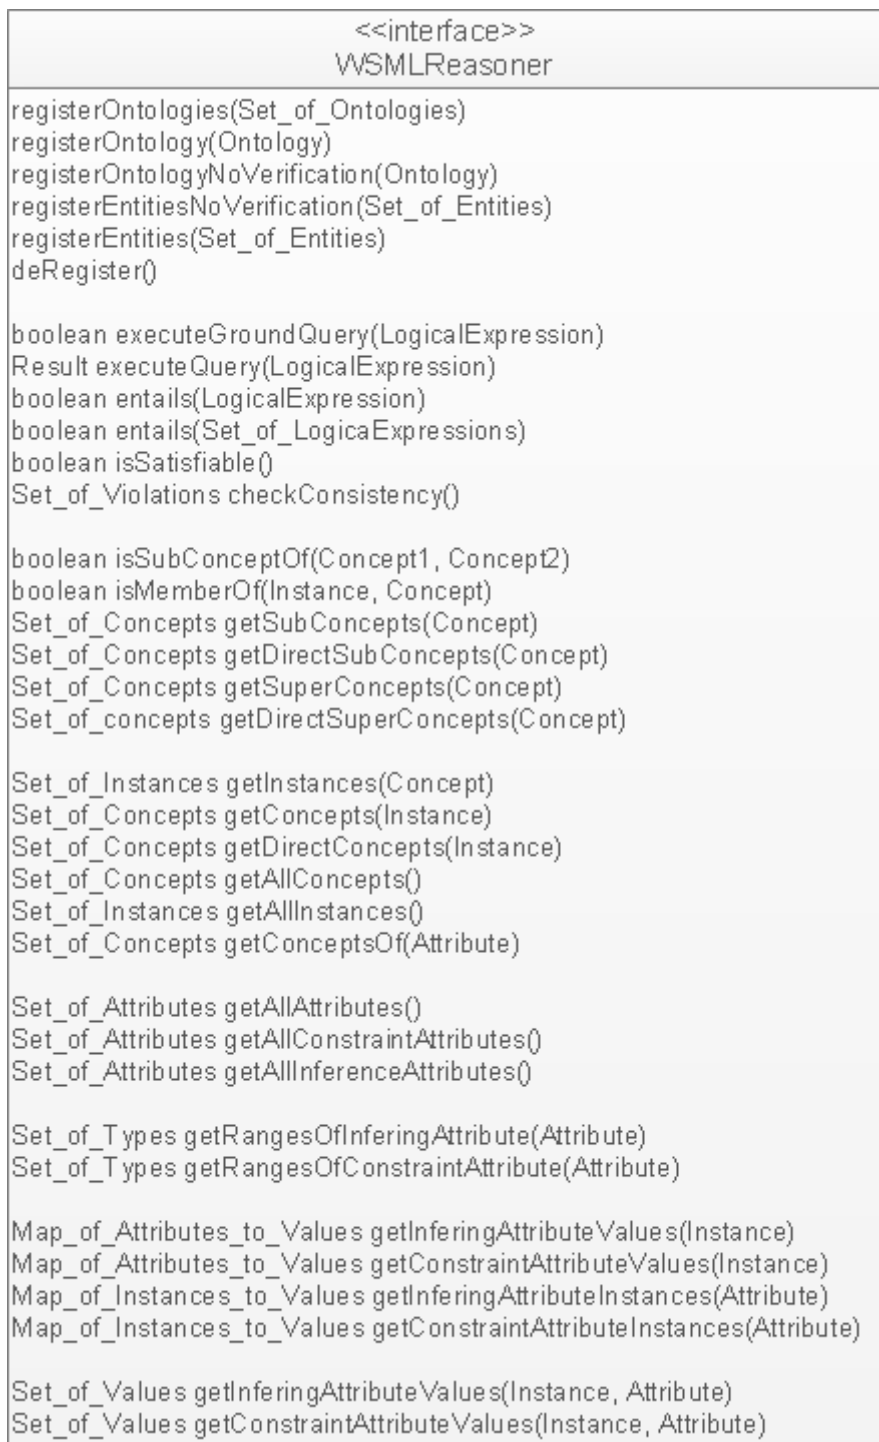 <<interface>>
WSMLReasoner
registerOntologies(Set_of_Ontologies)
registerOntology(Ontology)
registerOntologyNoVerification(Ontology)
registerEntitiesNoVerification(Set_of_Entities)
registerEntities(Set_of_Entities)
deRegister()
boolean executeGroundQuery(LogicalExpression)
Result executeQuery(LogicalExpression)
boolean entails(LogicalExpression)
boolean entails(Set_of_LogicaExpressions)
boolean isSatisfiable()
Set_of_Violations checkConsistency()
boolean isSubConceptOf(Concept1, Concept2)
boolean isMemberOf(Instance, Concept)
Set_of_Concepts getSubConcepts(Concept)
Set_of_Concepts getDirectSubConcepts(Concept)
Set_of_Concepts getSuperConcepts(Concept)
Set_of_concepts getDirectSuperConcepts(Concept)
Set_of_Instances getInstances(Concept)
Set_of_Concepts getConcepts(Instance)
Set_of_Concepts getDirectConcepts(Instance)
Set_of_Concepts getAllConcepts()
Set_of_Instances getAllInstances()
Set_of_Concepts getConceptsOf(Attribute)
Set_of_Attributes getAllAttributes()
Set_of_Attributes getAllConstraintAttributes()
Set_of_Attributes getAllInferenceAttributes()
Set_of_Types getRangesOfInferingAttribute(Attribute)
Set_of_Types getRangesOfConstraintAttribute(Attribute)
Map_of_Attributes_to_Values getInferingAttributeValues(Instance)
Map_of_Attributes_to_Values getConstraintAttributeValues(Instance)
Map_of_Instances_to_Values getInferingAttributeInstances(Attribute)
Map_of_Instances_to_Values getConstraintAttributeInstances(Attribute)
Set_of_Values getInferingAttributeValues(Instance, Attribute)
Set_of_Values getConstraintAttributeValues(Instance, Attribute)